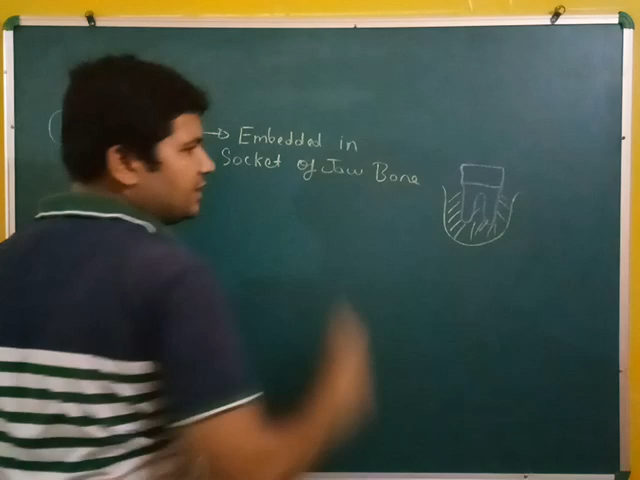 → Embedded in
Socket of Jaw Bone